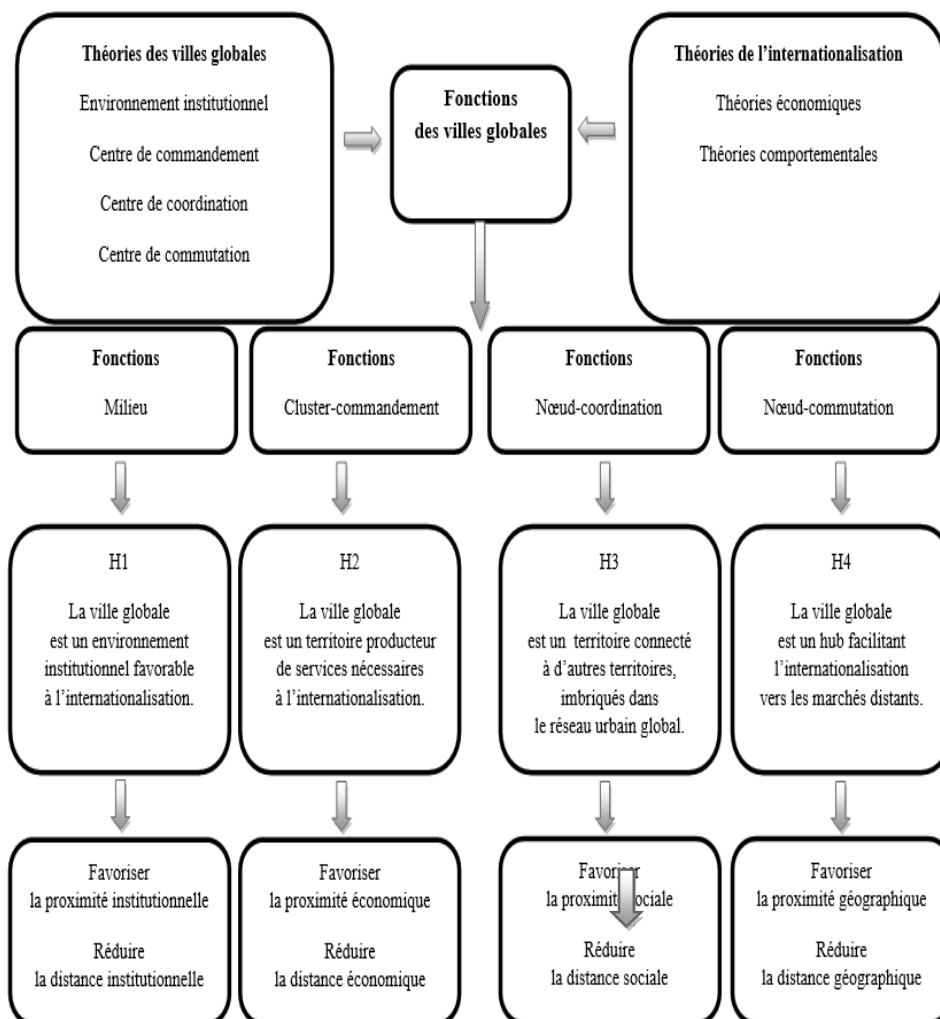 Théories des villes globales
Environnement institutionnel
Centre de commandement
Centre de coordination
Centre de commutation
Fonctions
des villes globales
Théories de l’internationalisation
Théories économiques
Théories comportementales
Fonctions
Milieu
Fonctions
Cluster-commandement
Fonctions
Nœud-coordination
Fonctions
Nœud-commutation
H1
La ville globale
est un environnement
institutionnel favorable
à l’internationalisation.
H2
La ville globale
est un territoire producteur
de services nécessaires
à l’internationalisation.
H3
La ville globale
est un territoire connecté
à d’autres territoires,
imbriqués dans
le réseau urbain global.
H4
La ville globale
est un hub facilitant
l’internationalisation
vers les marchés distants.
Favoriser
la proximité institutionnelle
Réduire
la distance institutionnelle
Favoriser
la proximité économique
Réduire
la distance économique
Favoriser
la proximité sociale
Réduire
la distance sociale
Favoriser
la proximité géographique
Réduire
la distance géographique